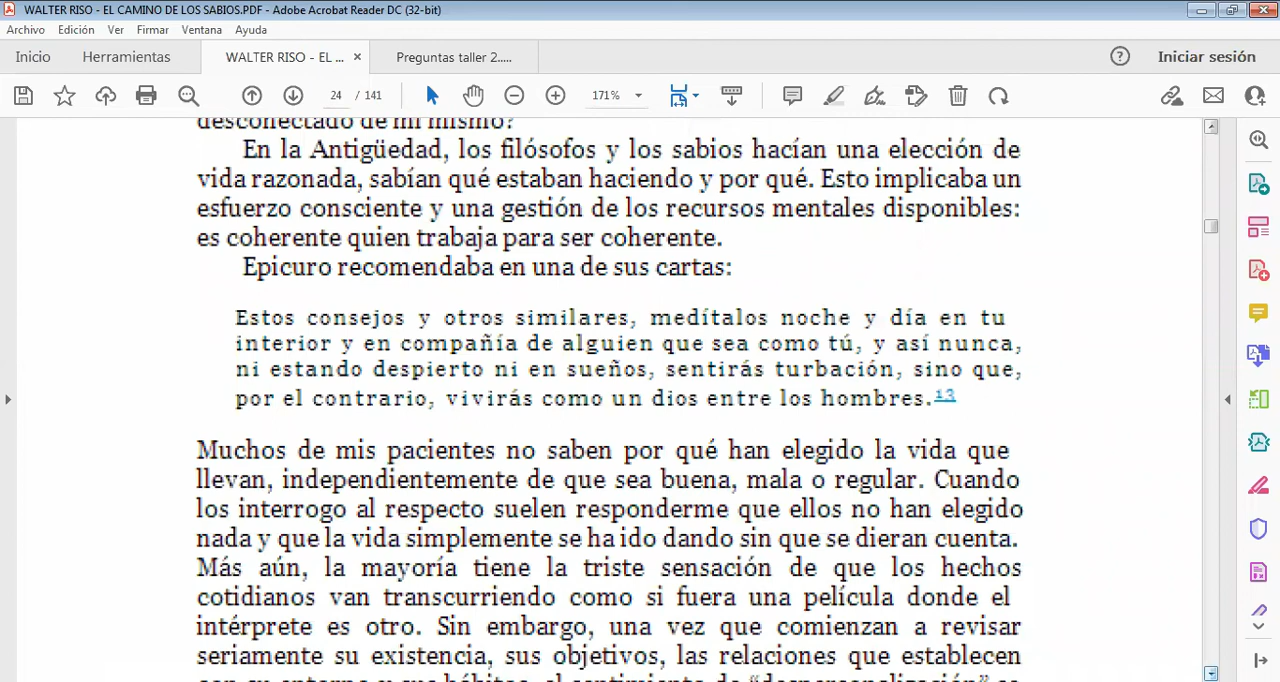 WALTER RISO - EL CAMINO DE LOS SABIOS.PDF - Adobe Acrobat Reader DC (32-bit)
Archivo Edición Ver Firmar Ventana Ayuda
Inicio Herramientas WALTER RISO - EL ... × Preguntas taller 2..... ? Iniciar sesión
24 / 141 171%
desconectado de mí mismo?
En la Antigüedad, los filósofos y los sabios hacían una elección de
vida razonada, sabían qué estaban haciendo y por qué. Esto implicaba un
esfuerzo consciente y una gestión de los recursos mentales disponibles:
es coherente quien trabaja para ser coherente.
Epicuro recomendaba en una de sus cartas:
Estos consejos y otros similares, medítalos noche y día en tu
interior y en compañía de alguien que sea como tú, y así nunca,
ni estando despierto ni en sueños, sentirás turbación, sino que,
por el contrario, vivirás como un dios entre los hombres.13
Muchos de mis pacientes no saben por qué han elegido la vida que
llevan, independientemente de que sea buena, mala o regular. Cuando
los interrogo al respecto suelen responderme que ellos no han elegido
nada y que la vida simplemente se ha ido dando sin que se dieran cuenta.
Más aún, la mayoría tiene la triste sensación de que los hechos
cotidianos van transcurriendo como si fuera una película donde el
intérprete es otro. Sin embargo, una vez que comienzan a revisar
seriamente su existencia, sus objetivos, las relaciones que establecen
con su entorno y sus hábitos, el sentimiento de “despersonalización” se